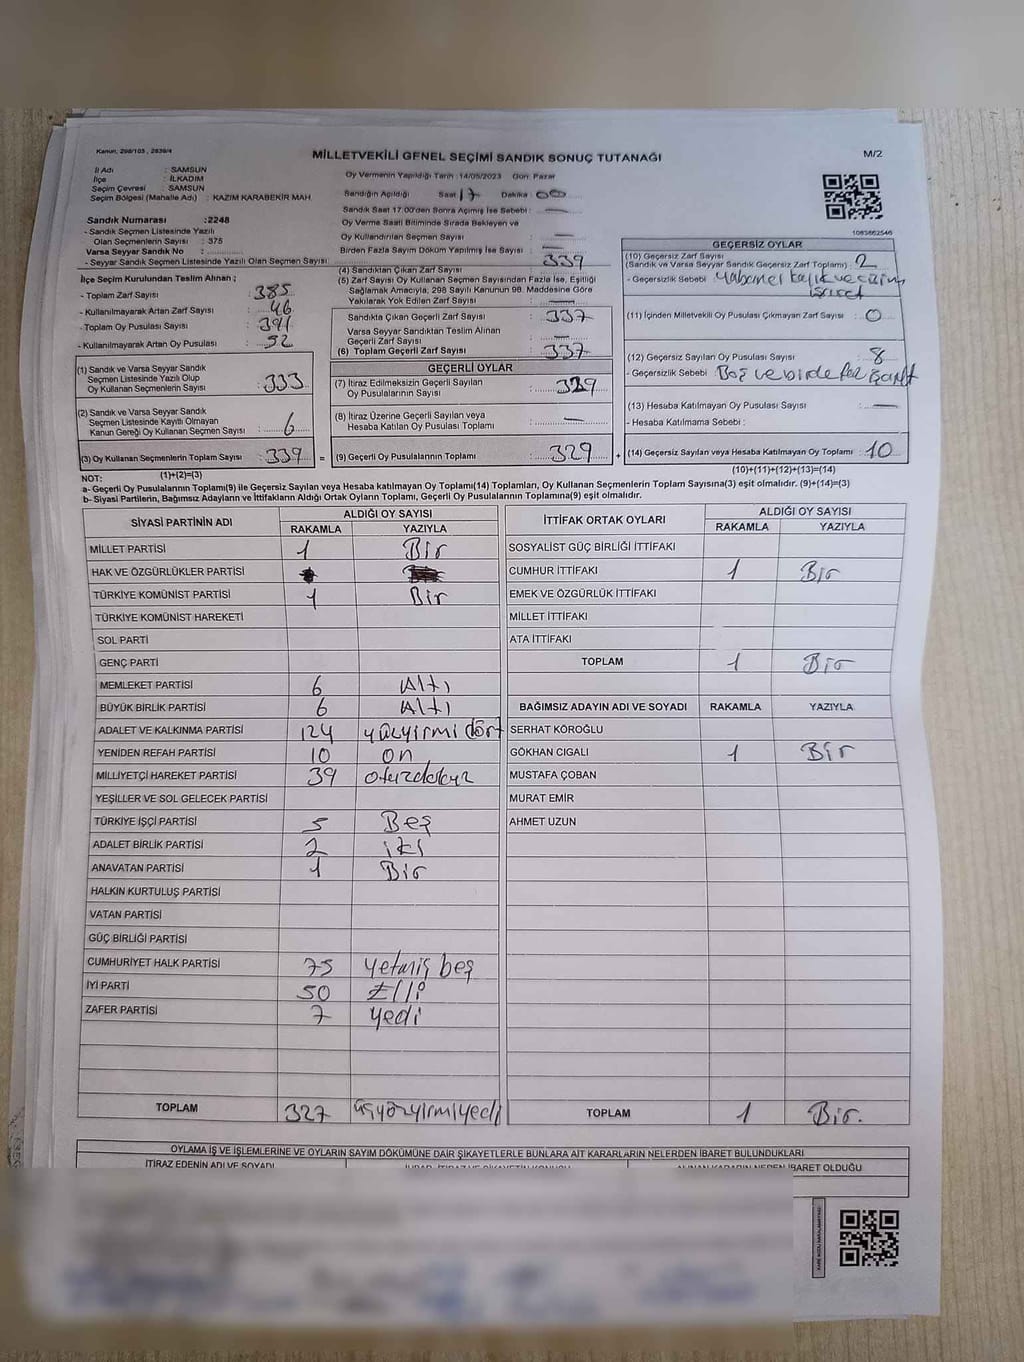 Kanun, 298/103, 2839/4
MİLLETVEKİLİ GENEL SEÇİMİ SANDIK SONUÇ TUTANAĞI
M/2
İl Adı : SAMSUN
İlçe : İLKADIM
Seçim Çevresi : SAMSUN
Seçim Bölgesi (Mahalle Adı) : KAZIM KARABEKİR MAH
Oy Vermenin Yapıldığı Tarih : 14/05/2023 Gün: Pazar
Sandığın Açıldığı Saat 17 Dakika : 00
Sandık Saat 17:00'den Sonra Açımış İse Sebebi : —
Oy Verme Saati Bitiminde Sırada Bekleyen ve
Oy Kullandırılan Seçmen Sayısı —
Birden Fazla Sayım Döküm Yapılmış İse Sayısı —
1083862546
Sandık Numarası :2248
- Sandık Seçmen Listesinde Yazılı
Olan Seçmenlerin Sayısı : 375
Varsa Seyyar Sandık No :
- Seyyar Sandık Seçmen Listesinde Yazılı Olan Seçmen Sayısı:
İlçe Seçim Kurulundan Teslim Alınan ;
- Toplam Zarf Sayısı : 385
- Kullanılmayarak Artan Zarf Sayısı : 46
- Toplam Oy Pusulası Sayısı : 391
- Kullanılmayarak Artan Oy Pusulası : 52
(1) Sandık ve Varsa Seyyar Sandık
Seçmen Listesinde Yazılı Olup
Oy Kullanan Seçmenlerin Sayısı : 333
(2) Sandık ve Varsa Seyyar Sandık
Seçmen Listesinde Kayıtlı Olmayan
Kanun Gereği Oy Kullanan Seçmen Sayısı : 6
(3) Oy Kullanan Seçmenlerin Toplam Sayısı : 339 =
(4) Sandıktan Çıkan Zarf Sayısı : 339
(5) Zarf Sayısı Oy Kullanan Seçmen Sayısından Fazla İse, Eşitliği
Sağlamak Amacıyla, 298 Sayılı Kanunun 98. Maddesine Göre
Yakılarak Yok Edilen Zarf Sayısı : —
Sandıkta Çıkan Geçerli Zarf Sayısı : 337
Varsa Seyyar Sandıktan Teslim Alınan
Geçerli Zarf Sayısı : —
(6) Toplam Geçerli Zarf Sayısı : 337
GEÇERLİ OYLAR
(7) İtiraz Edilmeksizin Geçerli Sayılan
Oy Pusulalarının Sayısı : 329
(8) İtiraz Üzerine Geçerli Sayılan veya
Hesaba Katılan Oy Pusulası Toplamı : —
(9) Geçerli Oy Pusulalarının Toplamı : 329 +
GEÇERSİZ OYLAR
(10) Geçersiz Zarf Sayısı
(Sandık ve Varsa Seyyar Sandık Geçersiz Zarf Toplamı) : 2
- Geçersizlik Sebebi : Yabancı
işaret
(11) İçinden Milletvekili Oy Pusulası Çıkmayan Zarf Sayısı : 0
(12) Geçersiz Sayılan Oy Pusulası Sayısı : 8
- Geçersizlik Sebebi : Boş ve birden fazla işaret
(13) Hesaba Katılmayan Oy Pusulası Sayısı : —
- Hesaba Katılmama Sebebi :
(14) Geçersiz Sayılan veya Hesaba Katılmayan Oy Toplamı : 10
NOT: (1)+(2)=(3) (10)+(11)+(12)+(13)=(14)
a- Geçerli Oy Pusulalarının Toplamı(9) ile Geçersiz Sayılan veya Hesaba Katılmayan Oy Pusulası Toplamı(14) Toplamları, Oy Kullanan Seçmenlerin Toplam Sayısına(3) eşit olmalıdır. (9)+(14)=(3)
b- Siyasi Partilerin, Bağımsız Adayların ve İttifakların Aldığı Ortak Oyların Toplamı, Geçerli Oy Pusulalarının Toplamına(9) eşit olmalıdır.
SİYASİ PARTİNİN ADI ALDIĞI OY SAYISI
RAKAMLA YAZIYLA
MİLLET PARTİSİ 1 Bir
HAK VE ÖZGÜRLÜKLER PARTİSİ
TÜRKİYE KOMÜNİST PARTİSİ 1 Bir
TÜRKİYE KOMÜNİST HAREKETİ
SOL PARTİ
GENÇ PARTİ
MEMLEKET PARTİSİ 6 Altı
BÜYÜK BİRLİK PARTİSİ 6 Altı
ADALET VE KALKINMA PARTİSİ 124 yüzyirmi dört
YENİDEN REFAH PARTİSİ 10 on
MİLLİYETÇİ HAREKET PARTİSİ 39 otuzdokuz
YEŞİLLER VE SOL GELECEK PARTİSİ
TÜRKİYE İŞÇİ PARTİSİ 5 Beş
ADALET BİRLİK PARTİSİ 2 iki
ANAVATAN PARTİSİ 1 Bir
HALKIN KURTULUŞ PARTİSİ
VATAN PARTİSİ
GÜÇ BİRLİĞİ PARTİSİ
CUMHURİYET HALK PARTİSİ 75 yetmiş beş
İYİ PARTİ 50 Elli
ZAFER PARTİSİ 7 yedi
TOPLAM 327 üçyüzyirmiyedi
İTTİFAK ORTAK OYLARI ALDIĞI OY SAYISI
RAKAMLA YAZIYLA
SOSYALİST GÜÇ BİRLİĞİ İTTİFAKI
CUMHUR İTTİFAKI 1 Bir
EMEK VE ÖZGÜRLÜK İTTİFAKI
MİLLET İTTİFAKI
ATA İTTİFAKI
TOPLAM 1 Bir
BAĞIMSIZ ADAYIN ADI VE SOYADI RAKAMLA YAZIYLA
SERHAT KÖROĞLU
GÖKHAN CIGALI 1 Bir
MUSTAFA ÇOBAN
MURAT EMİR
AHMET UZUN
TOPLAM 1 Bir.
OYLAMA İŞ VE İŞLEMLERİNE VE OYLARIN SAYIM DÖKÜMÜNE DAİR ŞİKAYETLERLE BUNLARA AİT KARARLARIN NELERDEN İBARET BULUNDUKLARI
İTİRAZ EDENİN ADI VE SOYADI
İBARET OLDUĞU